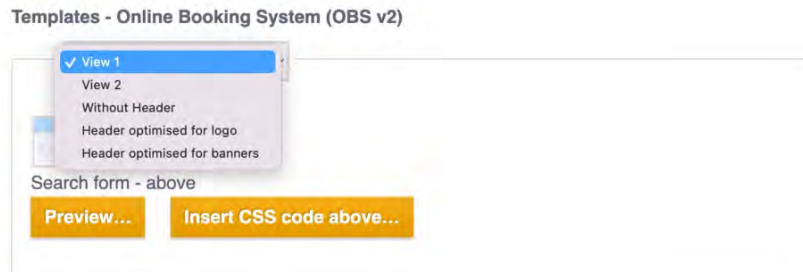 Templates - Online Booking System (OBS v2)
✓ View 1
View 2
Without Header
Header optimised for logo
Header optimised for banners
Search form - above
Preview...
Insert CSS code above...